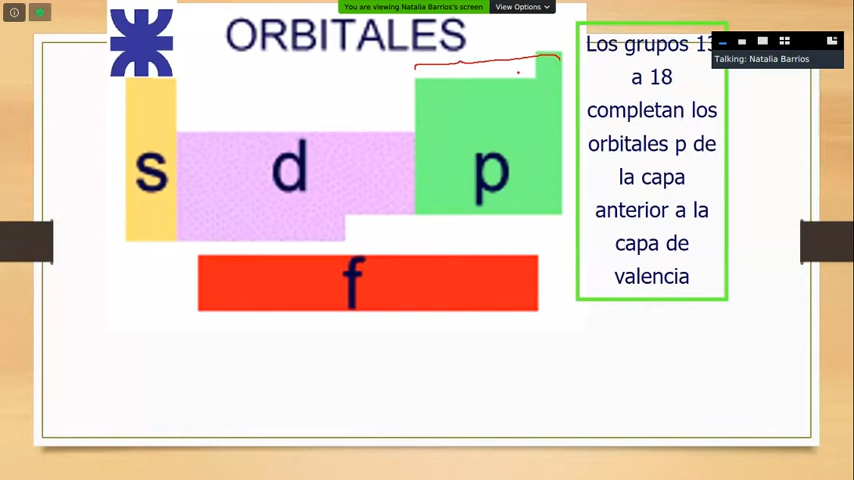 You are viewing Natalia Barrios's screen
View Options
ORBITALES
s
d
p
f
Los grupos 13
a 18
completan los
orbitales p de
la capa
anterior a la
capa de
valencia
Talking: Natalia Barrios